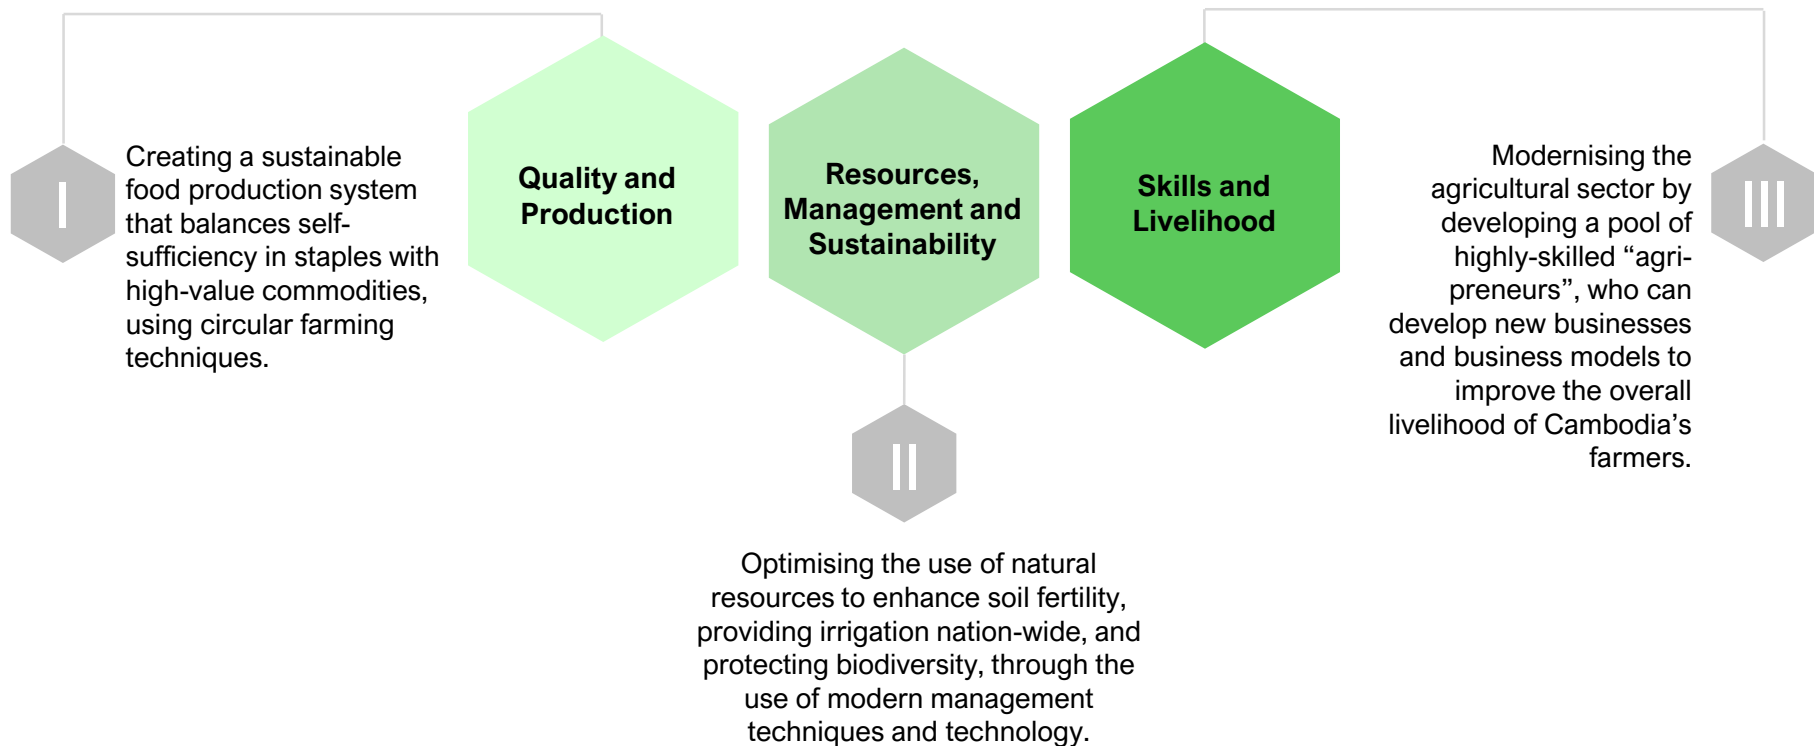 I
Creating a sustainable
food production system
that balances self-
sufficiency in staples with
high-value commodities,
using circular farming
techniques.
Quality and
Production
Resources,
Management and
Sustainability
II
Optimising the use of natural
resources to enhance soil fertility,
providing irrigation nation-wide, and
protecting biodiversity, through the
use of modern management
techniques and technology.
Skills and
Livelihood
III
Modernising the
agricultural sector by
developing a pool of
highly-skilled “agri-
preneurs”, who can
develop new businesses
and business models to
improve the overall
livelihood of Cambodia’s
farmers.